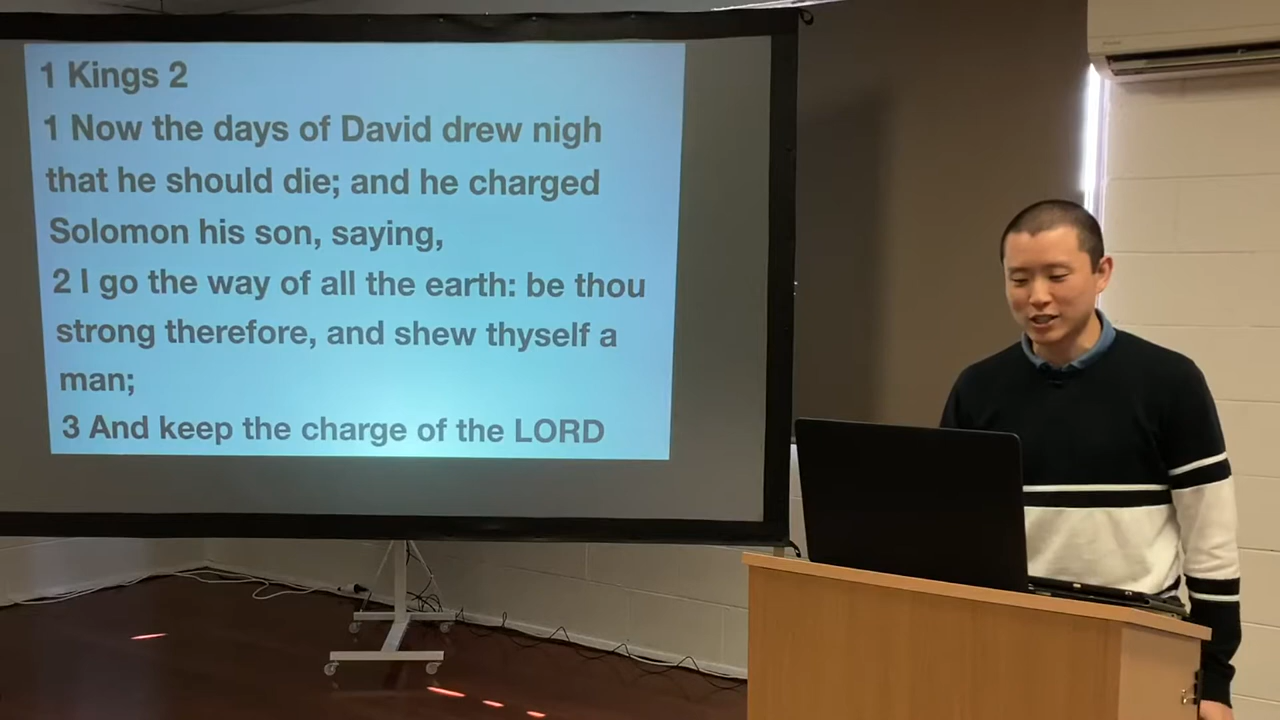 1 Kings 2
1 Now the days of David drew nigh
that he should die; and he charged
Solomon his son, saying,
2 I go the way of all the earth: be thou
strong therefore, and shew thyself a
man;
3 And keep the charge of the LORD